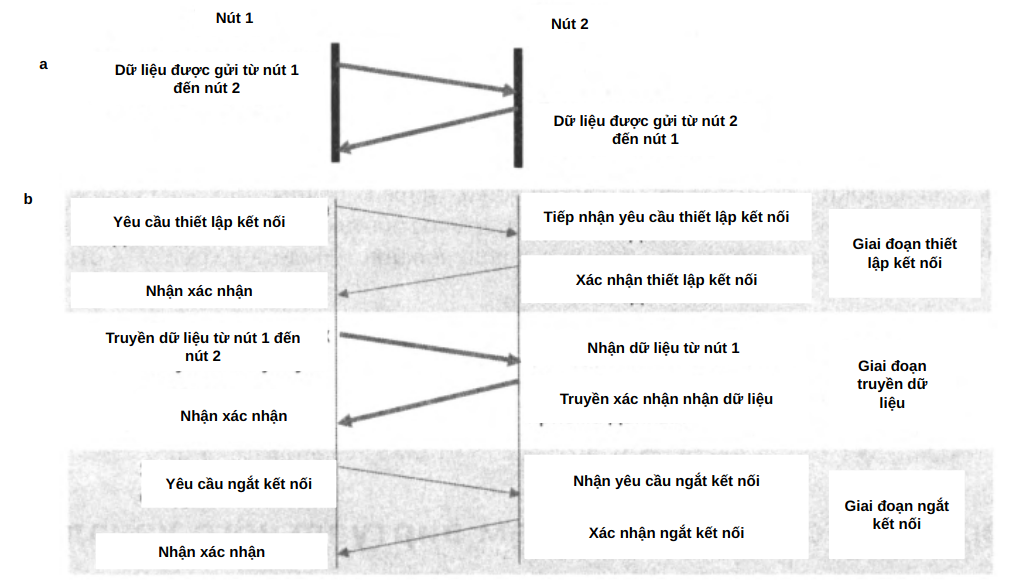 Nút 1
Nút 2
a
Dữ liệu được gửi từ nút 1
đến nút 2
Dữ liệu được gửi từ nút 2
đến nút 1
b
Yêu cầu thiết lập kết nối
Tiếp nhận yêu cầu thiết lập kết nối
Giai đoạn thiết
lập kết nối
Xác nhận thiết lập kết nối
Nhận xác nhận
Truyền dữ liệu từ nút 1 đến
nút 2
Nhận dữ liệu từ nút 1
Giai đoạn
truyền dữ
liệu
Truyền xác nhận nhận dữ liệu
Nhận xác nhận
Yêu cầu ngắt kết nối
Nhận yêu cầu ngắt kết nối
Giai đoạn ngắt
kết nối
Xác nhận ngắt kết nối
Nhận xác nhận